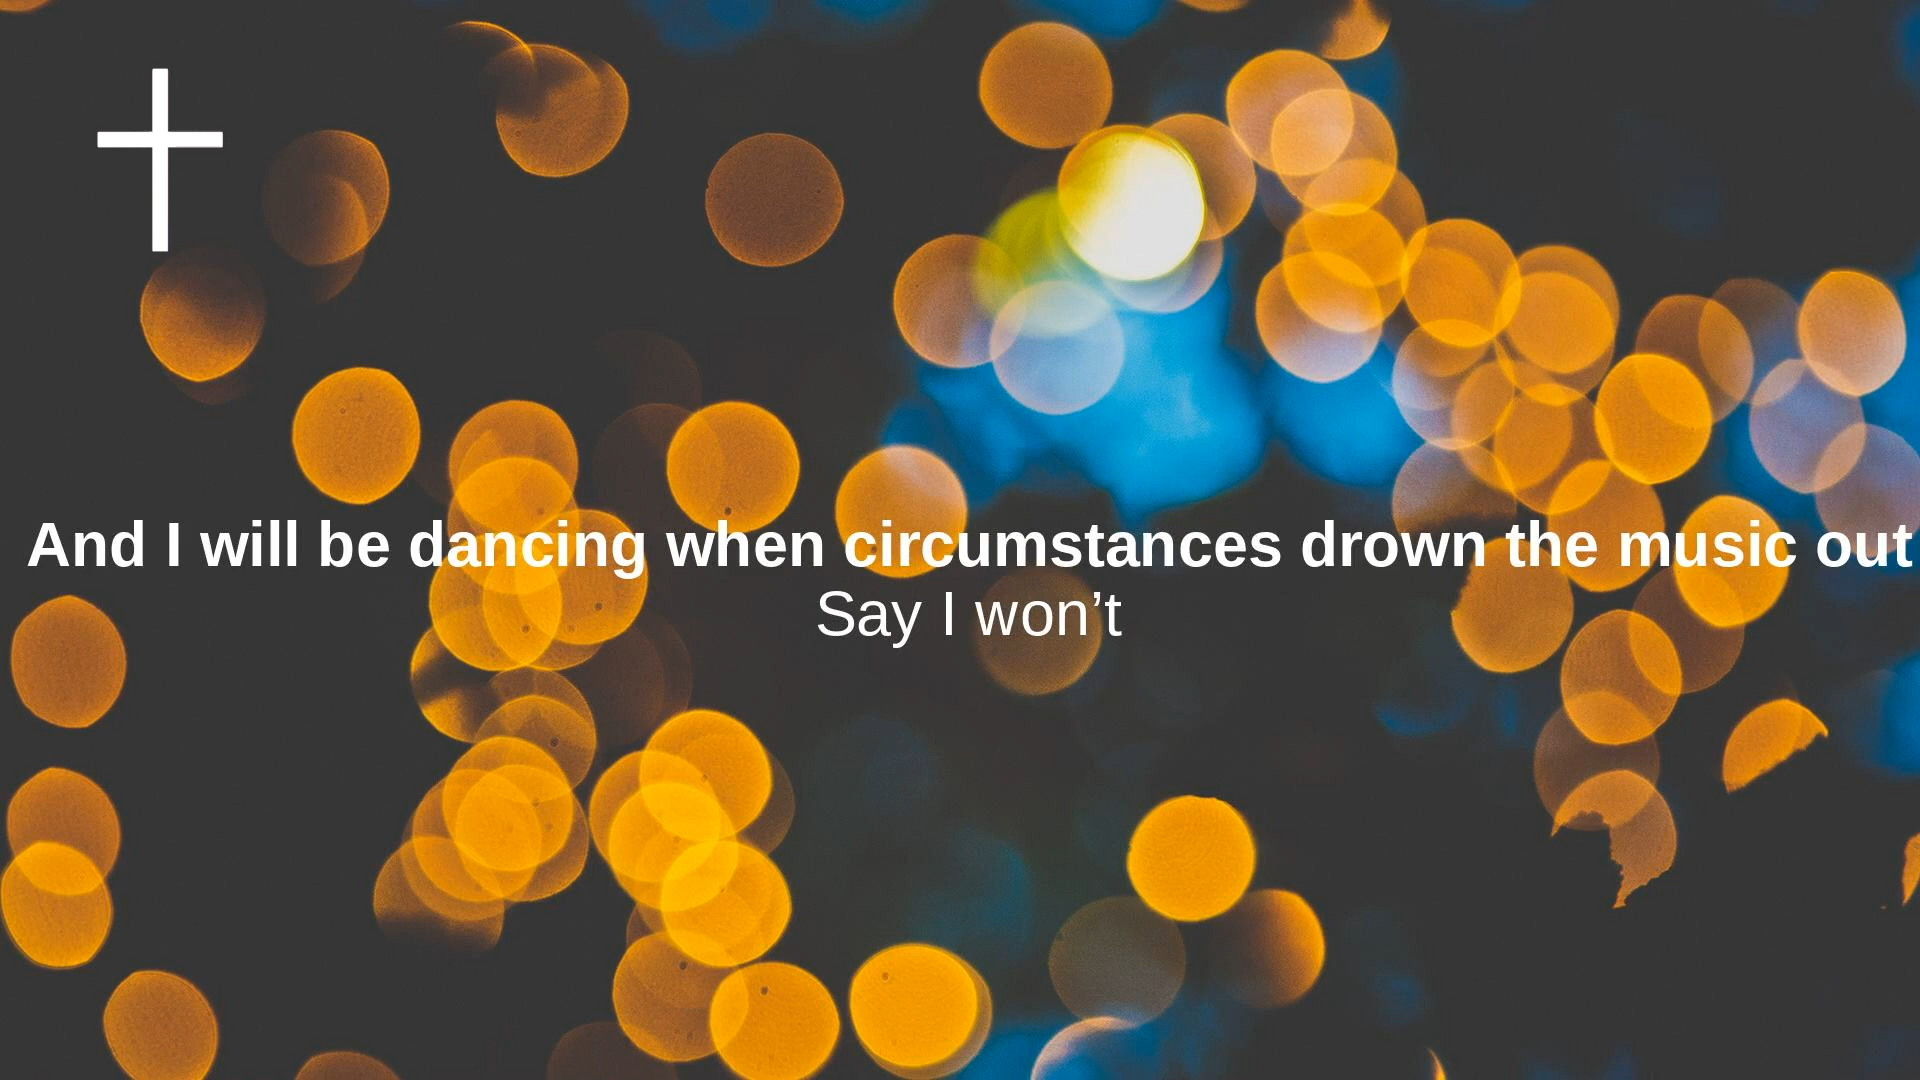 And I will be dancing when circumstances drown the music out
Say I won’t